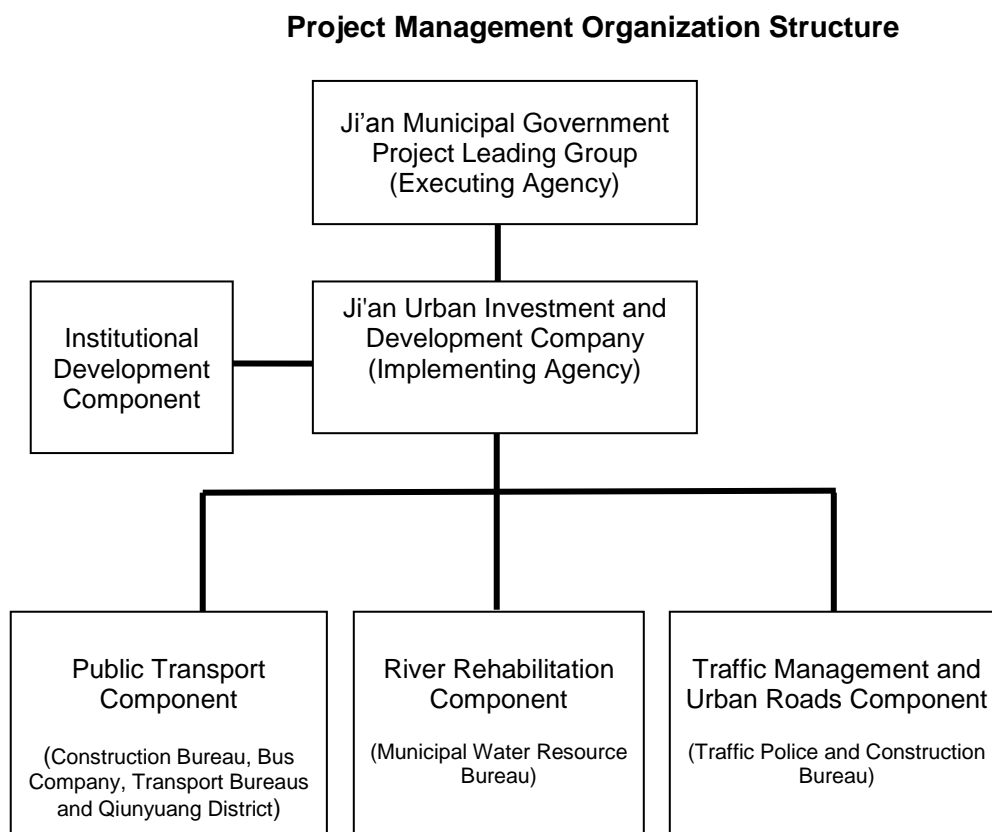 Project Management Organization Structure
Ji’an Municipal Government
Project Leading Group
(Executing Agency)
Institutional
Development
Component
Ji'an Urban Investment and
Development Company
(Implementing Agency)
Public Transport
Component
(Construction Bureau, Bus
Company, Transport Bureaus
and Qiunyuang District)
River Rehabilitation
Component
(Municipal Water Resource
Bureau)
Traffic Management and
Urban Roads Component
(Traffic Police and Construction
Bureau)